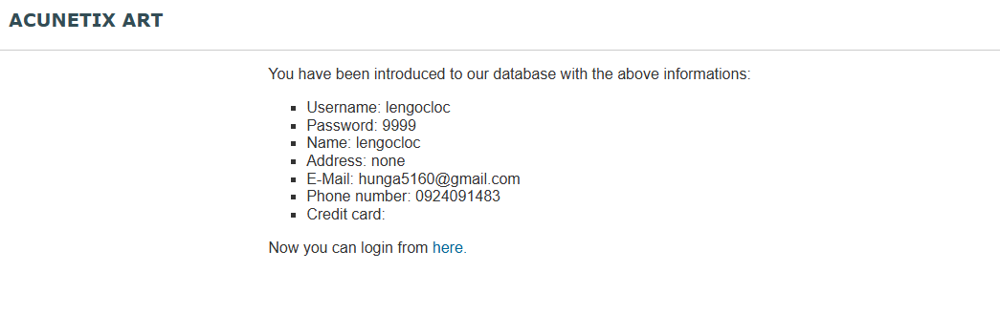 ACUNETIX ART
You have been introduced to our database with the above informations:
Username: lengocloc
Password: 9999
Name: lengocloc
Address: none
E-Mail: hunga5160@gmail.com
Phone number: 0924091483
Credit card:
Now you can login from here.